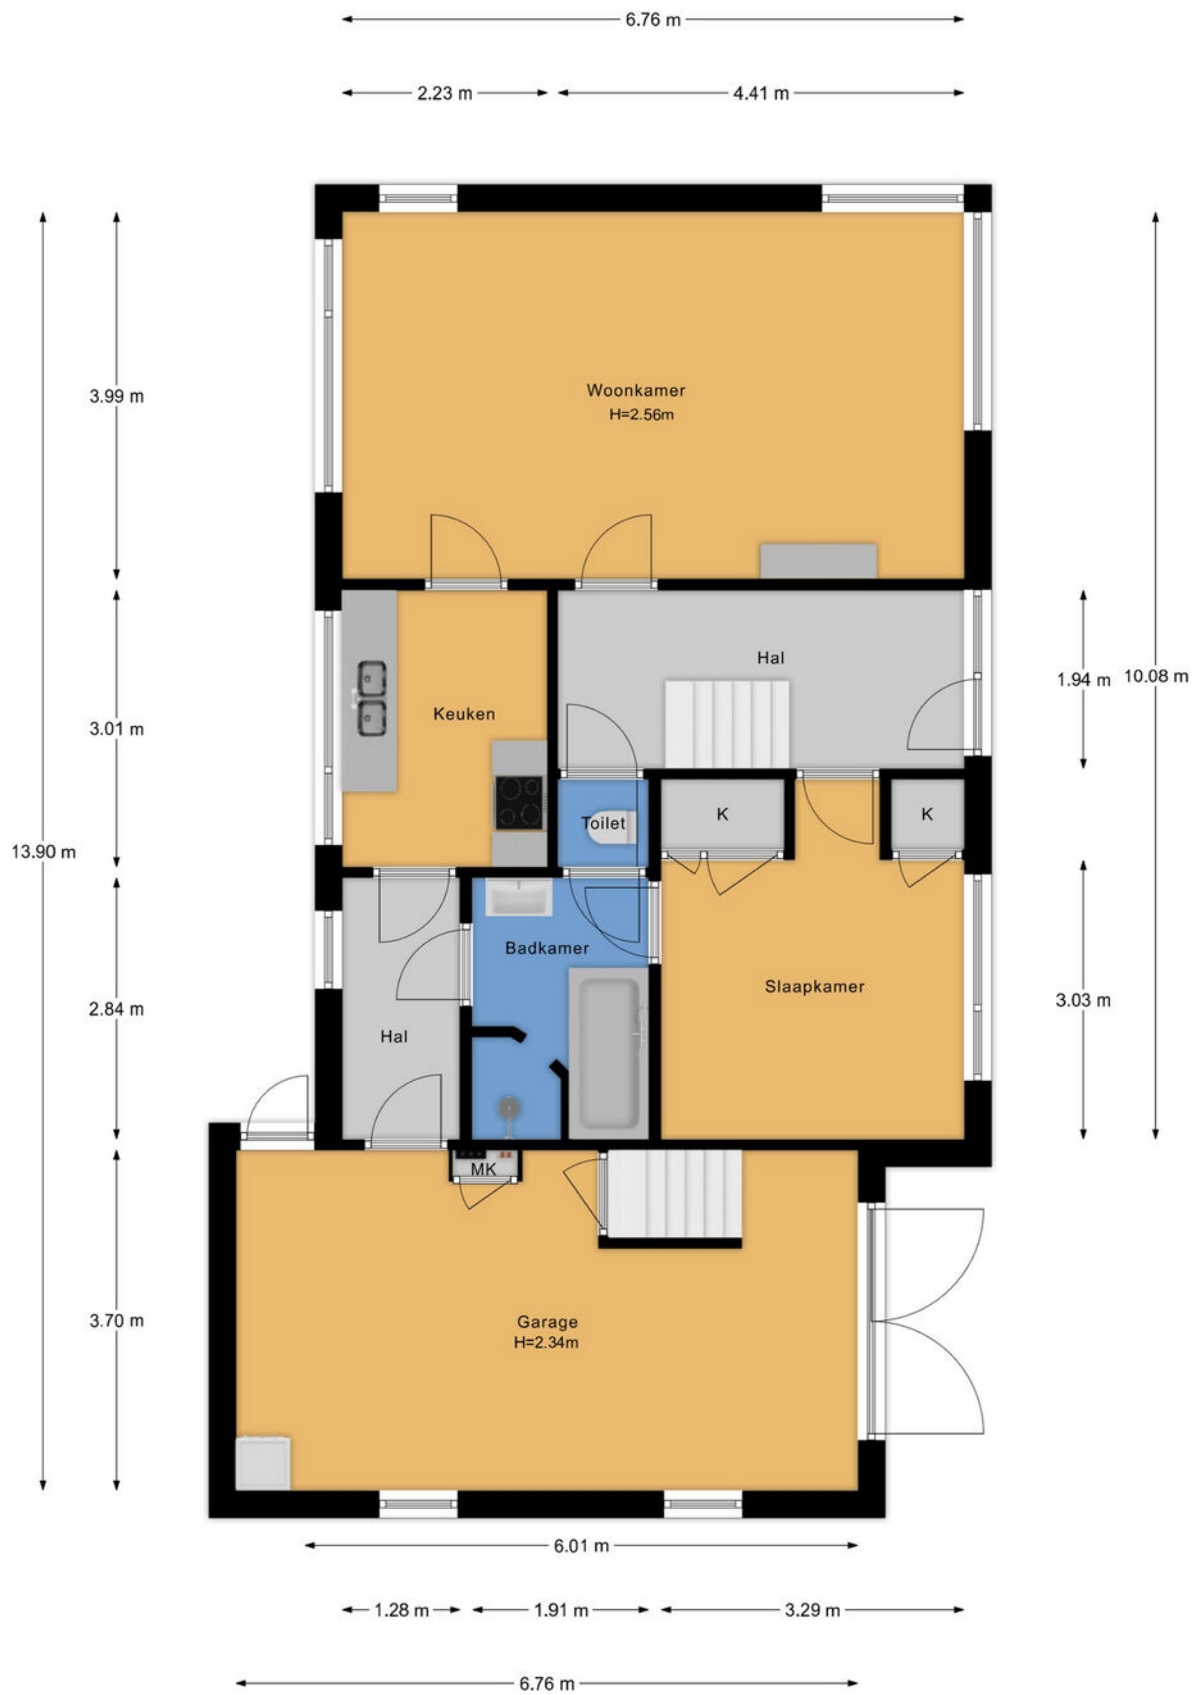 6.76 m
2.23 m
4.41 m
3.99 m
Woonkamer
H=2.56m
Hal
1.94 m
10.08 m
Keuken
3.01 m
Toilet
K
K
13.90 m
Badkamer
Slaapkamer
3.03 m
2.84 m
Hal
MK
3.70 m
Garage
H=2.34m
6.01 m
1.28 m
1.91 m
3.29 m
6.76 m